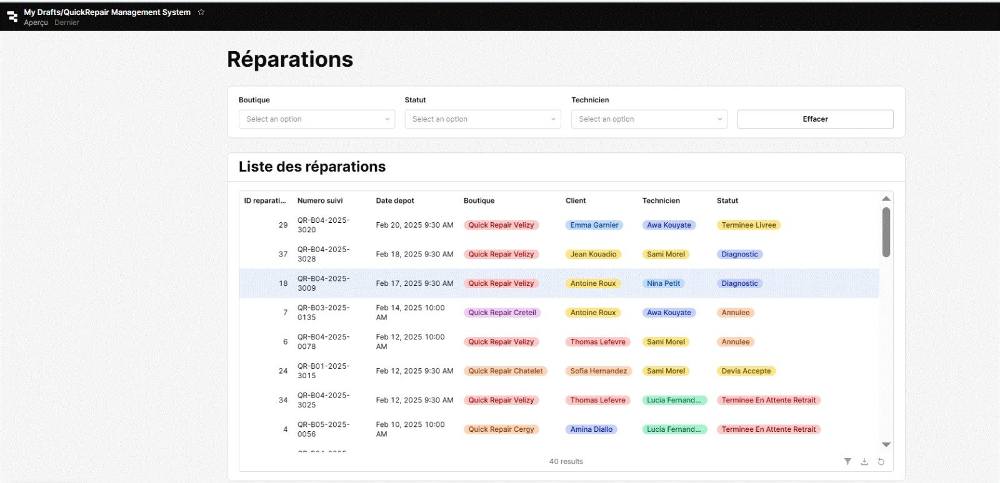 My Drafts/QuickRepair Management System
Aperçu Dernier
Réparations
Boutique Statut Technicien
Select an option Select an option Select an option Effacer
Liste des réparations
ID reparati... Numero suivi Date depot Boutique Client Technicien Statut
29 QR-B04-2025-3020 Feb 20, 2025 9:30 AM Quick Repair Velizy Emma Garnier Awa Kouyate Terminee Livree
37 QR-B04-2025-3028 Feb 18, 2025 9:30 AM Quick Repair Velizy Jean Kouadio Sami Morel Diagnostic
18 QR-B04-2025-3009 Feb 17, 2025 9:30 AM Quick Repair Velizy Antoine Roux Nina Petit Diagnostic
7 QR-B03-2025-0135 Feb 14, 2025 10:00 AM Quick Repair Creteil Antoine Roux Awa Kouyate Annulee
6 QR-B04-2025-0078 Feb 12, 2025 10:00 AM Quick Repair Velizy Thomas Lefevre Sami Morel Annulee
24 QR-B01-2025-3015 Feb 12, 2025 9:30 AM Quick Repair Chatelet Sofia Hernandez Sami Morel Devis Accepte
34 QR-B04-2025-3025 Feb 12, 2025 9:30 AM Quick Repair Velizy Thomas Lefevre Lucia Fernand... Terminee En Attente Retrait
4 QR-B05-2025-0056 Feb 10, 2025 10:00 AM Quick Repair Cergy Amina Diallo Lucia Fernand... Terminee En Attente Retrait
40 results